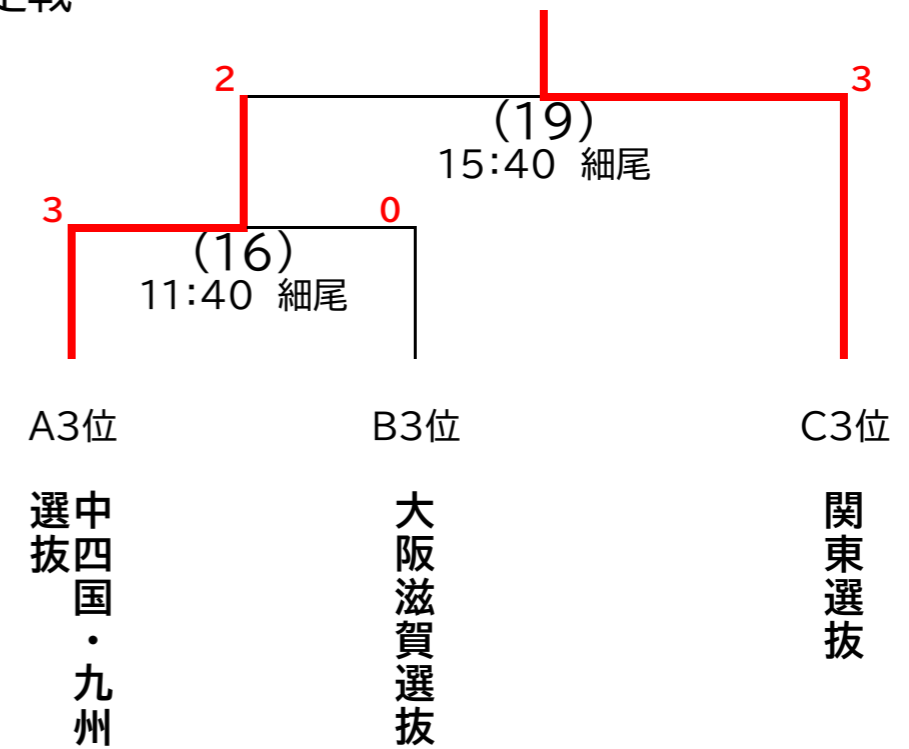 2
3
(19)
15:40 細尾
3
0
(16)
11:40 細尾
A3位
B3位
C3位
中四国・九州
選抜
大阪滋賀選抜
関東選抜